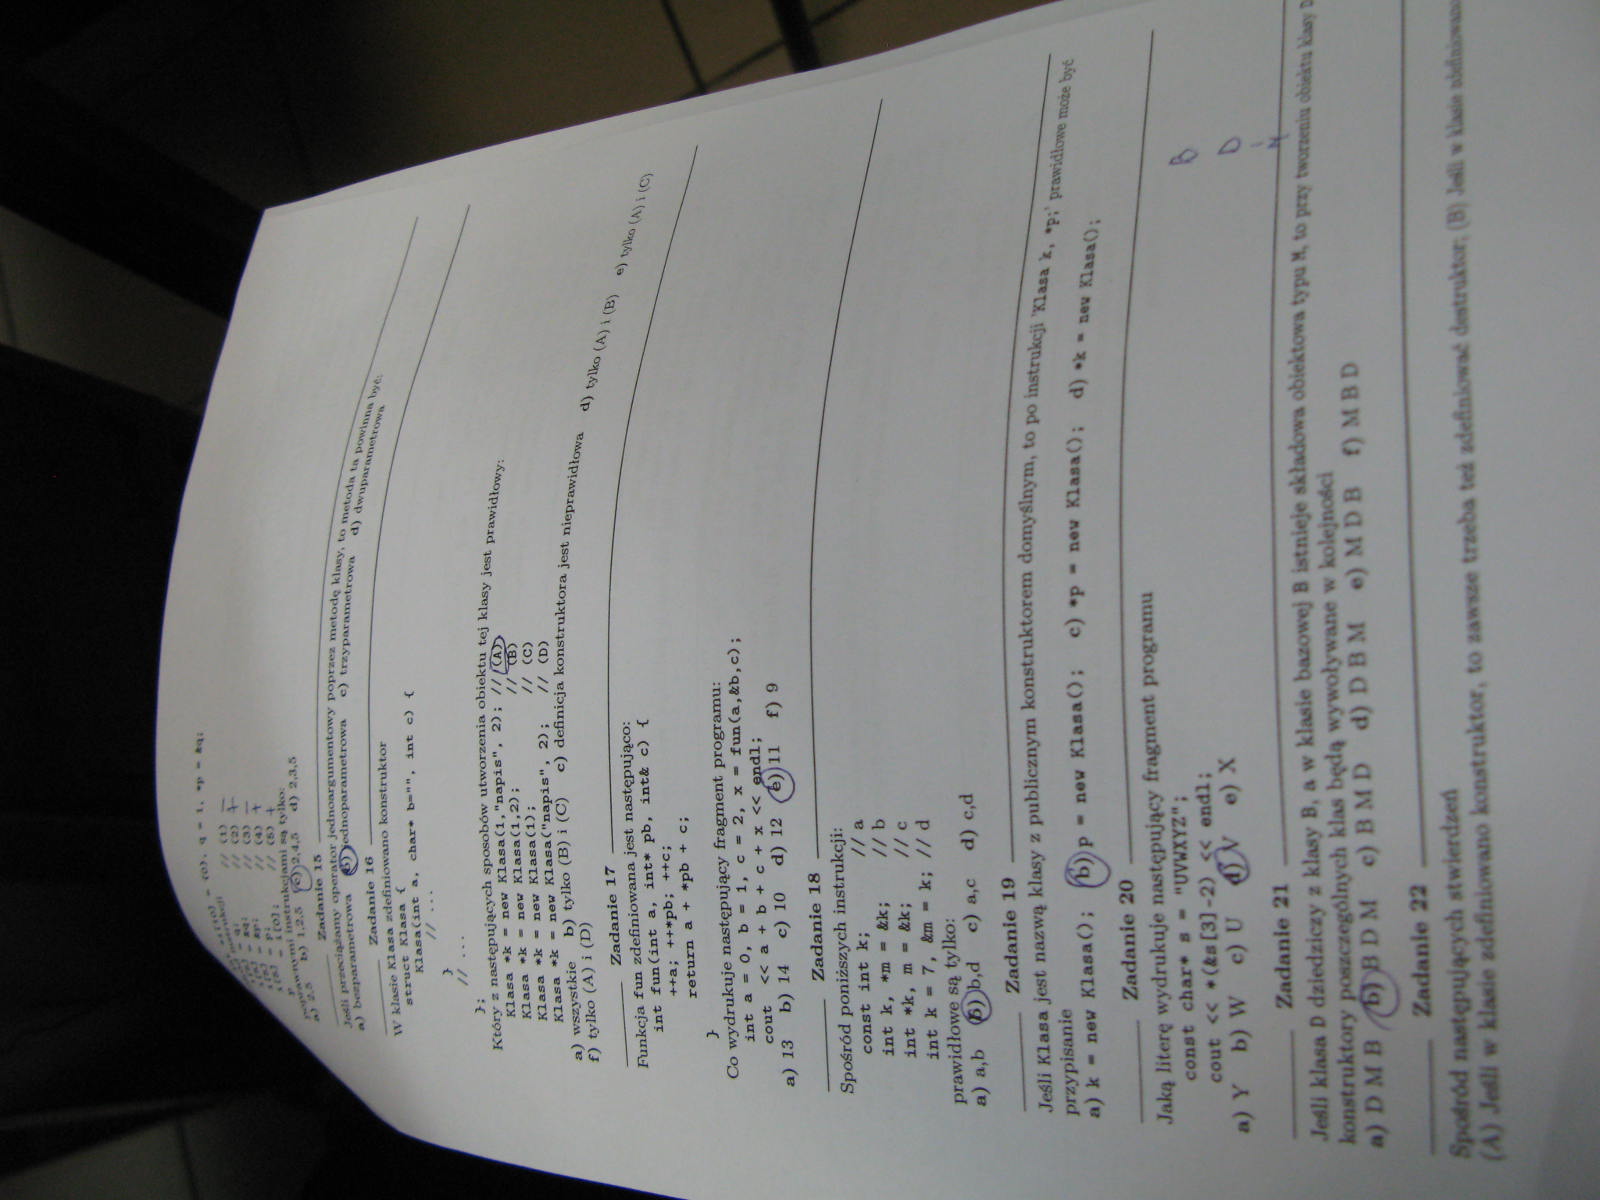 = {0}, q = 1, *p = &q;
instrukcji
= q; // (1) —
= &q; // (2) +
= &p; // (3) —
= p; // (4) +
p = i[0]; // (5) +
poprawnymi instrukcjami są tylko:
a) 2,5 b) 1,2,5 c) 2,4,5 d) 2,3,5
Zadanie 15
Jeśli przeciążamy operator jednoargumentowy poprzez metodę klasy, to metoda ta powinna być:
a) bezparametrowa b) jednoparametrowa c) trzyparametrowa d) dwuparametrowa
Zadanie 16
W klasie Klasa zdefiniowano konstruktor
struct Klasa {
Klasa(int a, char* b="", int c) {
// ...
}
// ...
};
Który z następujących sposobów utworzenia obiektu tej klasy jest prawidłowy:
Klasa *k = new Klasa(1,"napis", 2); // (A)
Klasa *k = new Klasa(1,2); // (B)
Klasa *k = new Klasa(1); // (C)
Klasa *k = new Klasa("napis", 2); // (D)
a) wszystkie b) tylko (B) i (C) c) definicja konstruktora jest nieprawidłowa d) tylko (A) i (B) e) tylko (A) i (C)
f) tylko (A) i (D)
Zadanie 17
Funkcja fun zdefiniowana jest następująco:
int fun(int a, int* pb, int& c) {
++a; ++*pb; ++c;
return a + *pb + c;
}
Co wydrukuje następujący fragment programu:
int a = 0, b = 1, c = 2, x = fun(a,&b,c);
cout << a + b + c + x << endl;
a) 13 b) 14 c) 10 d) 12 e) 11 f) 9
Zadanie 18
Spośród poniższych instrukcji:
const int k; // a
int k, *m = &k; // b
int *k, m = &k; // c
int k = 7, &m = k; // d
prawidłowe są tylko:
a) a,b b) b,d c) a,c d) c,d
Zadanie 19
Jeśli Klasa jest nazwą klasy z publicznym konstruktorem domyślnym, to po instrukcji 'Klasa k, *p;' prawidłowe może być
przypisanie
a) k = new Klasa(); b) p = new Klasa(); c) *p = new Klasa(); d) *k = new Klasa();
Zadanie 20
Jaką literę wydrukuje następujący fragment programu
const char* s = "UVWXYZ";
cout << *(&s[3]-2) << endl;
a) Y b) W c) U d) V e) X
B
D
M
Zadanie 21
Jeśli klasa D dziedziczy z klasy B, a w klasie bazowej B istnieje składowa obiektowa typu M, to przy tworzeniu obiektu klasy D
konstruktory poszczególnych klas będą wywoływane w kolejności
a) D M B b) B D M c) B M D d) D B M e) M D B f) M B D
Zadanie 22
Spośród następujących stwierdzeń
(A) Jeśli w klasie zdefiniowano konstruktor, to zawsze trzeba też zdefiniować destruktor; (B) Jeśli w klasie